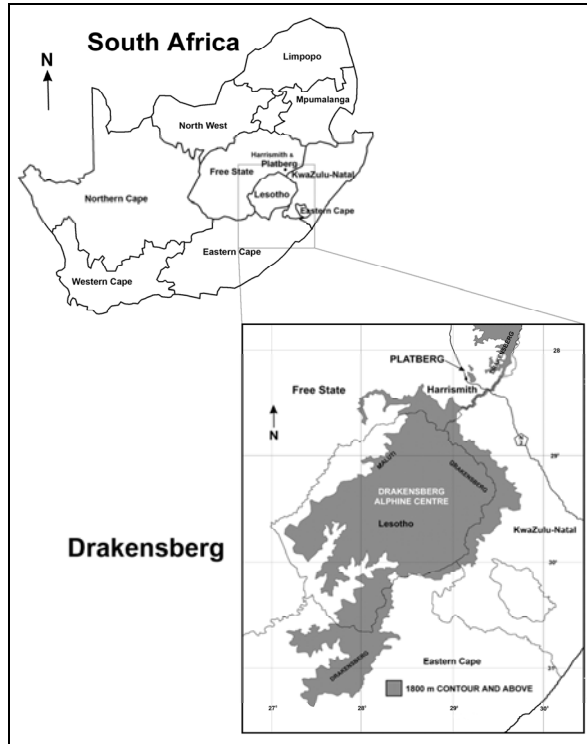 South Africa
N
Limpopo
Mpumalanga
North West
Harrismith &
Platberg
Free State
KwaZulu-Natal
Lesotho
Northern Cape
Eastern Cape
Eastern Cape
Western Cape
28
PLATBERG
DRAKENSBERG
Free State
Harrismith
N
29°
MALUTI
DRAKENSBERG
DRAKENSBERG
ALPHINE CENTRE
Lesotho
KwaZulu-Natal
Drakensberg
30°
DRAKENSBERG
Eastern Cape
31°
1800 m CONTOUR AND ABOVE
27°
28°
29°
30°